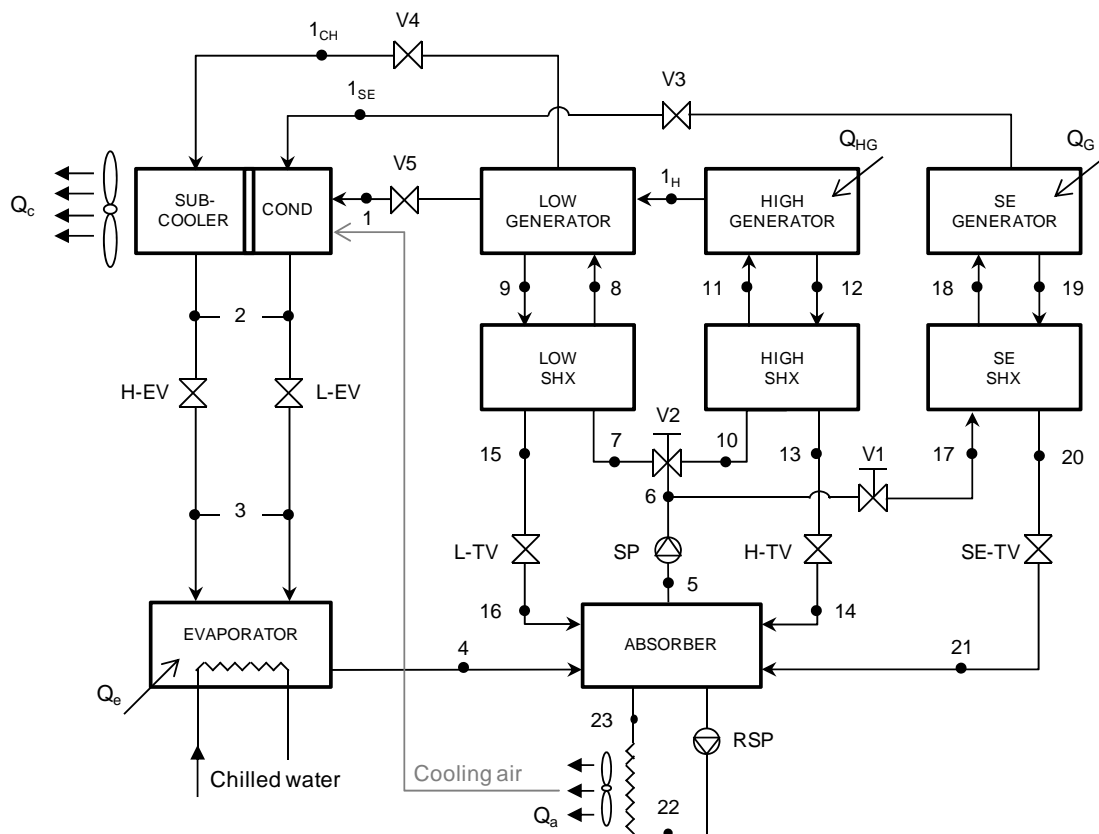 1CH
V4
1SE
V3
V5
QHG
QG
Qc
SUB-
COOLER
COND
1
LOW
GENERATOR
1H
HIGH
GENERATOR
SE
GENERATOR
2
9
8
11
12
18
19
LOW
SHX
HIGH
SHX
SE
SHX
H-EV
L-EV
V2
7
10
15
13
V1
17
20
6
3
L-TV
SP
H-TV
SE-TV
5
16
14
EVAPORATOR
ABSORBER
4
21
Qe
23
RSP
Chilled water
Cooling air
Qa
22